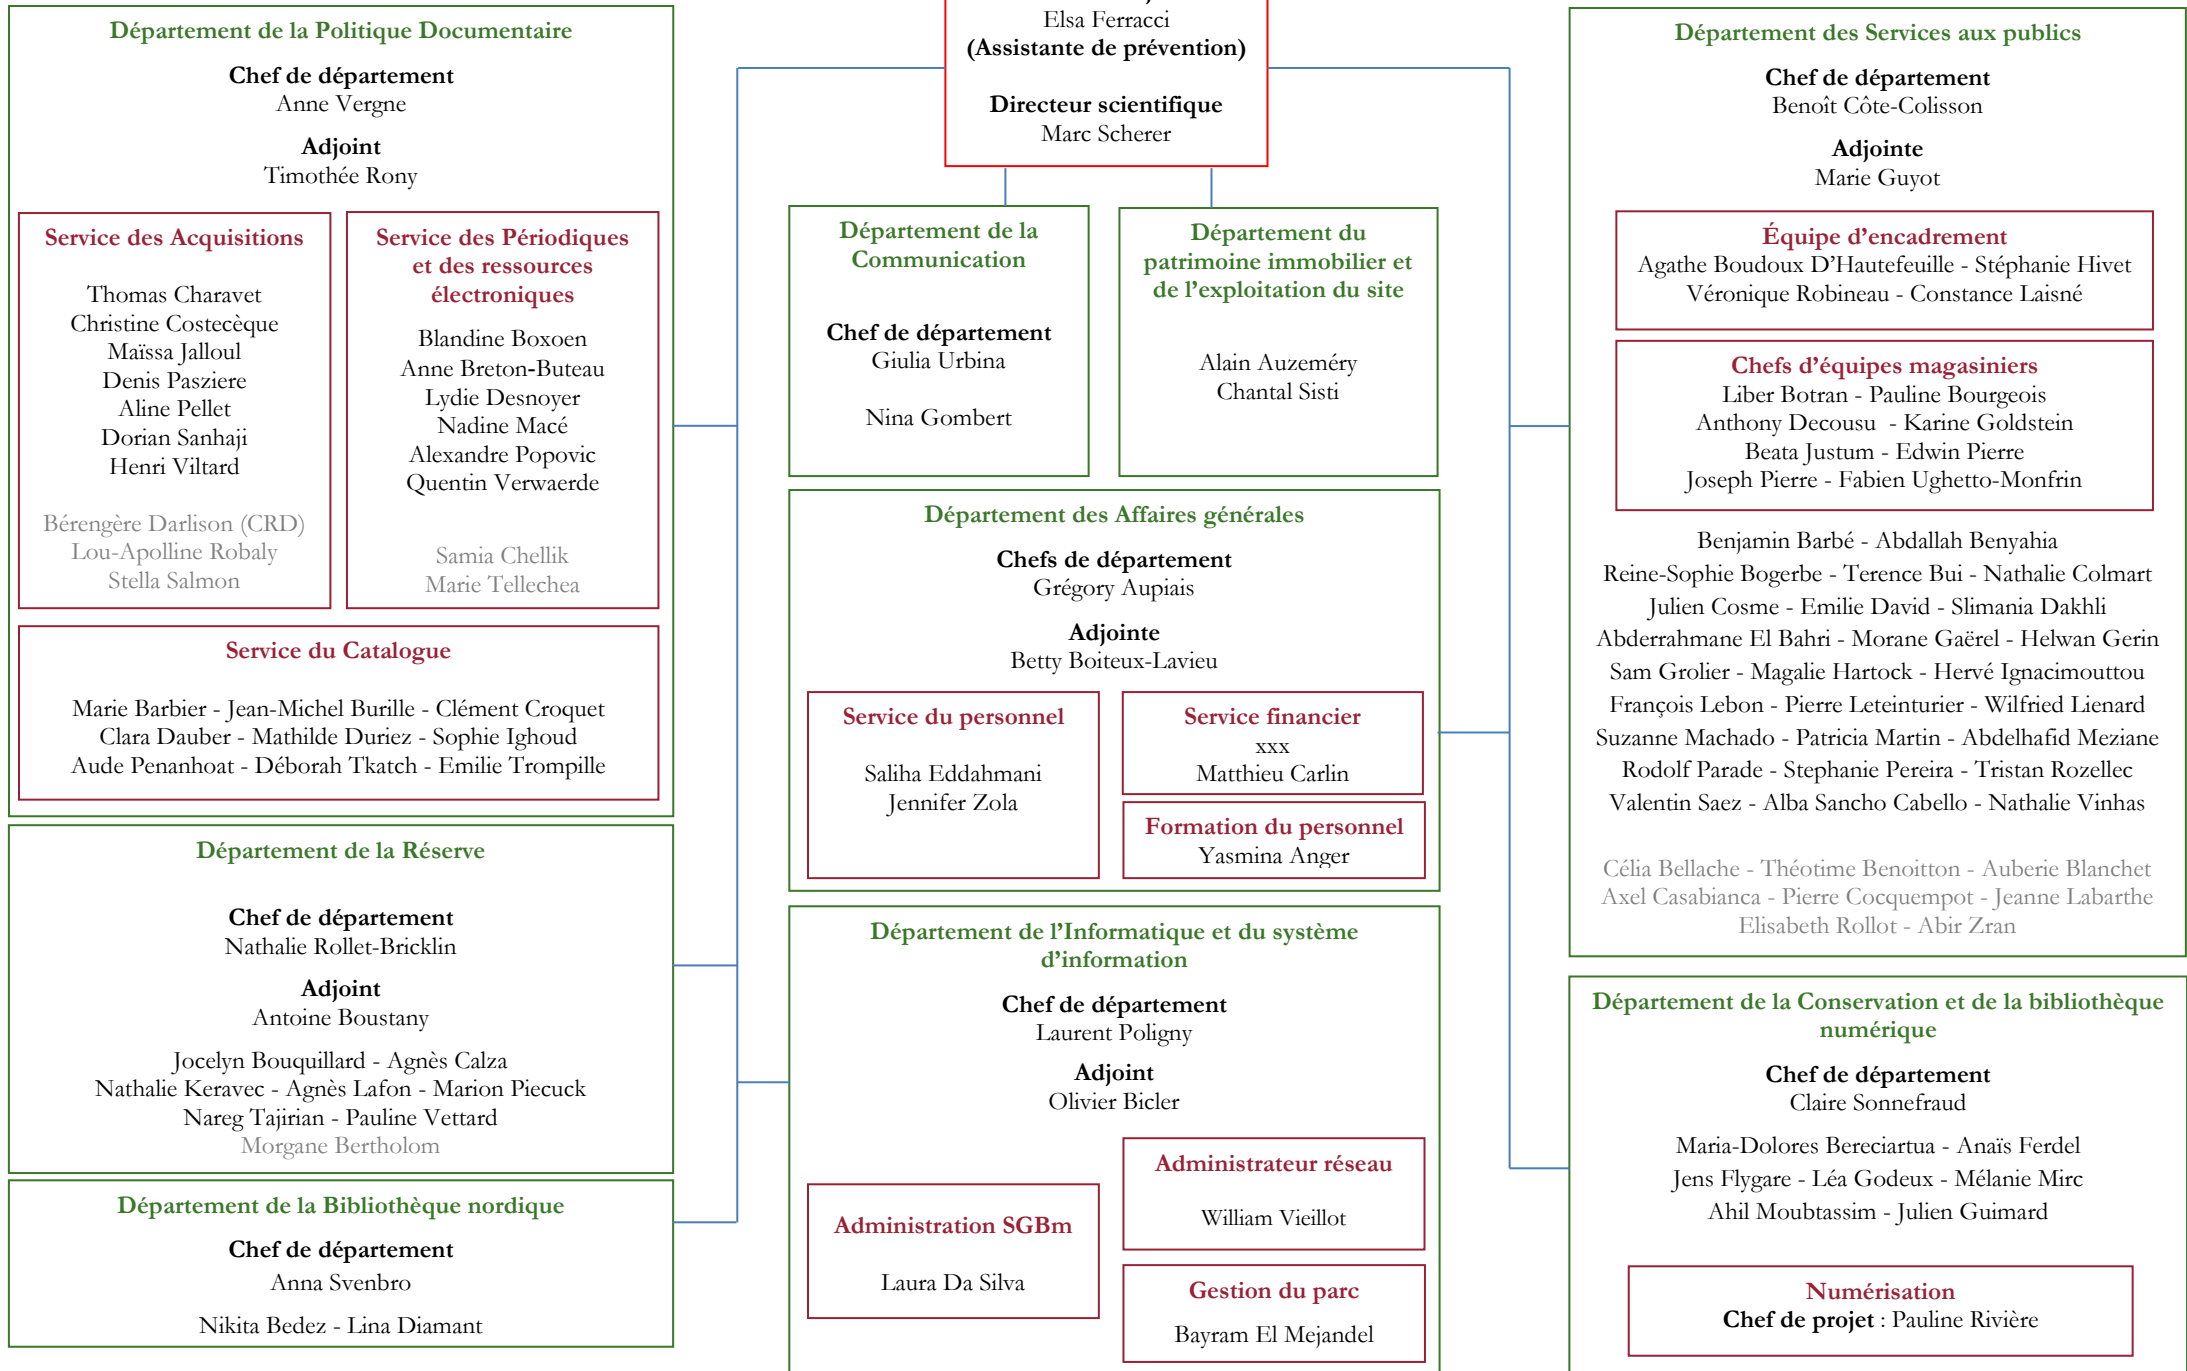 Elsa Ferracci
(Assistante de prévention)
Directeur scientifique
Marc Scherer
Département de la Politique Documentaire
Chef de département
Anne Vergne
Adjoint
Timothée Rony
Service des Acquisitions
Thomas Charavet
Christine Costecèque
Maïssa Jalloul
Denis Pasziere
Aline Pellet
Dorian Sanhaji
Henri Viltard
Bérengère Darlison (CRD)
Lou-Apolline Robaly
Stella Salmon
Service des Périodiques
et des ressources
électroniques
Blandine Boxoen
Anne Breton-Buteau
Lydie Desnoyer
Nadine Macé
Alexandre Popovic
Quentin Verwaerde
Samia Chellik
Marie Tellechea
Service du Catalogue
Marie Barbier - Jean-Michel Burille - Clément Croquet
Clara Dauber - Mathilde Duriez - Sophie Ighoud
Aude Penanhoat - Déborah Tkatch - Emilie Trompille
Département de la Réserve
Chef de département
Nathalie Rollet-Bricklin
Adjoint
Antoine Boustany
Jocelyn Bouquillard - Agnès Calza
Nathalie Keravec - Agnès Lafon - Marion Piecuck
Nareg Tajirian - Pauline Vettard
Morgane Bertholom
Département de la Bibliothèque nordique
Chef de département
Anna Svenbro
Nikita Bedez - Lina Diamant
Département de la
Communication
Chef de département
Giulia Urbina
Nina Gombert
Département du
patrimoine immobilier et
de l'exploitation du site
Alain Auzeméry
Chantal Sisti
Département des Affaires générales
Chefs de département
Grégory Aupiais
Adjointe
Betty Boiteux-Lavieu
Service du personnel
Saliha Eddahmani
Jennifer Zola
Service financier
xxx
Matthieu Carlin
Formation du personnel
Yasmina Anger
Département de l'Informatique et du système
d'information
Chef de département
Laurent Poligny
Adjoint
Olivier Bicler
Administration SGBm
Laura Da Silva
Administrateur réseau
William Vieillot
Gestion du parc
Bayram El Mejandel
Département des Services aux publics
Chef de département
Benoît Côte-Colisson
Adjointe
Marie Guyot
Équipe d'encadrement
Agathe Boudoux D'Hautefeuille - Stéphanie Hivet
Véronique Robineau - Constance Laisné
Chefs d'équipes magasiniers
Liber Botran - Pauline Bourgeois
Anthony Decousu - Karine Goldstein
Beata Justum - Edwin Pierre
Joseph Pierre - Fabien Ughetto-Monfrin
Benjamin Barbé - Abdallah Benyahia
Reine-Sophie Bogerbe - Terence Bui - Nathalie Colmart
Julien Cosme - Emilie David - Slimania Dakhli
Abderrahmane El Bahri - Morane Gaërel - Helwan Gerin
Sam Grolier - Magalie Hartock - Hervé Ignacimouttou
François Lebon - Pierre Leteinturier - Wilfried Lienard
Suzanne Machado - Patricia Martin - Abdelhafid Meziane
Rodolf Parade - Stephanie Pereira - Tristan Rozellec
Valentin Saez - Alba Sancho Cabello - Nathalie Vinhas
Célia Bellache - Théotime Benoitton - Auberie Blanchet
Axel Casabianca - Pierre Cocquempot - Jeanne Labarthe
Elisabeth Rollot - Abir Zran
Département de la Conservation et de la bibliothèque
numérique
Chef de département
Claire Sonnefraud
Maria-Dolores Bereciartua - Anaïs Ferdel
Jens Flygare - Léa Godeux - Mélanie Mirc
Ahil Moubtassim - Julien Guimard
Numérisation
Chef de projet : Pauline Rivière